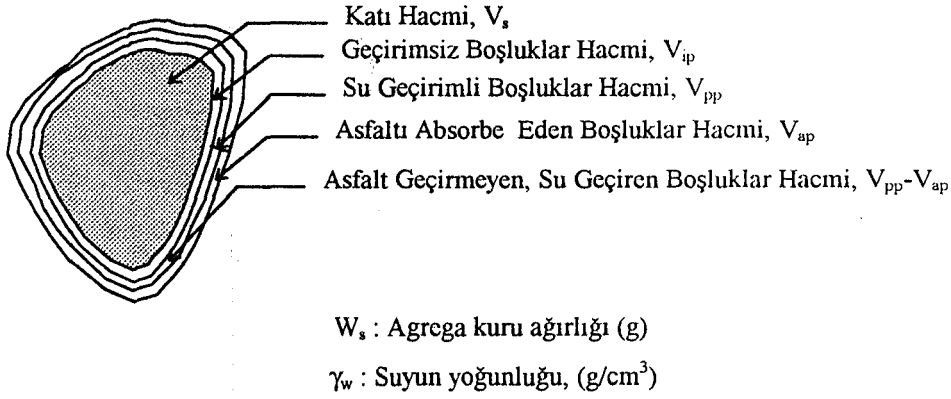 Katı Hacmi, Vₛ
Geçirimsiz Boşluklar Hacmi, Vᵢₚ
Su Geçirimli Boşluklar Hacmi, Vₚₚ
Asfaltı Absorbe Eden Boşluklar Hacmi, Vₐₚ
Asfalt Geçirmeyen, Su Geçiren Boşluklar Hacmi, Vₚₚ-Vₐₚ
Wₛ : Agrega kuru ağırlığı (g)
γw : Suyun yoğunluğu, (g/cm³)